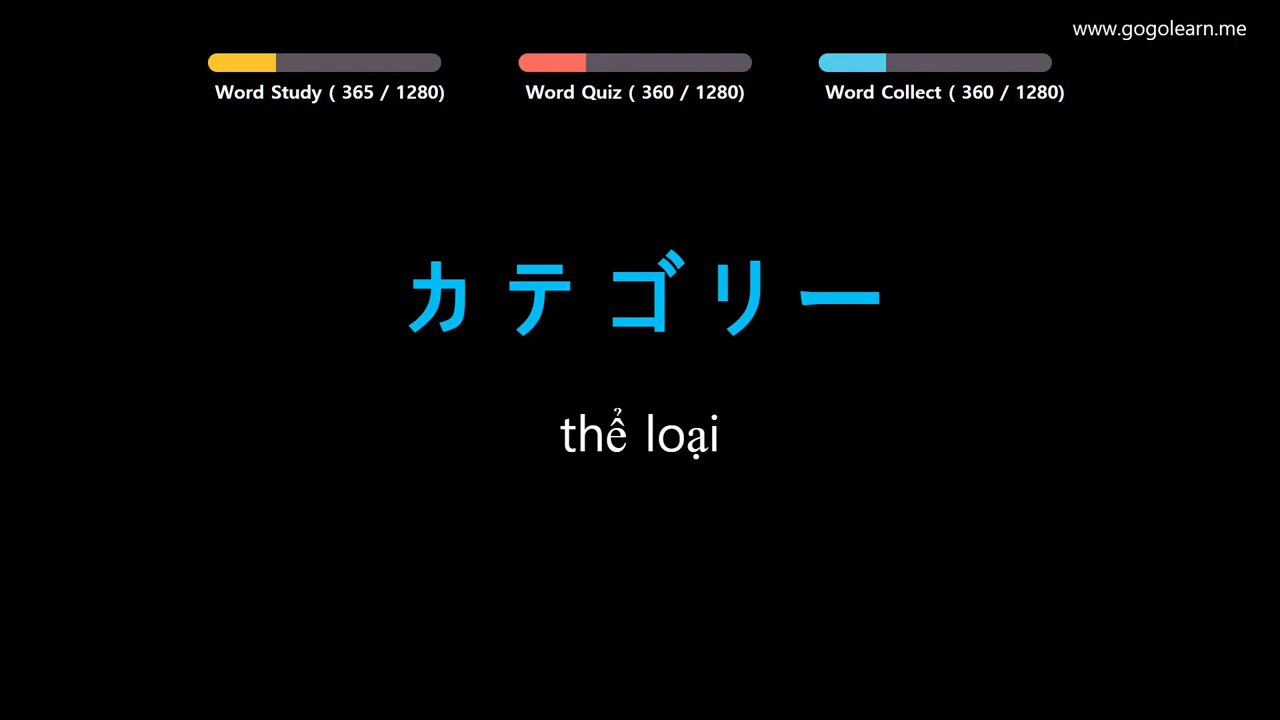 www.gogolearn.me
Word Study ( 365 / 1280)
Word Quiz ( 360 / 1280)
Word Collect ( 360 / 1280)
カテゴリー
thể loại